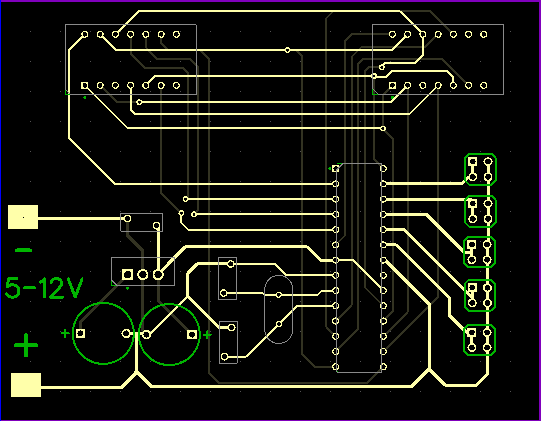 -
5-12V
+ +
+